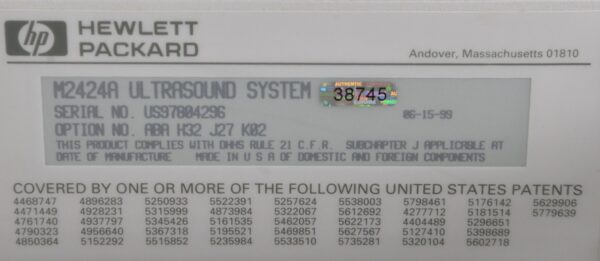 hp HEWLETT
PACKARD
Andover, Massachusetts 01810
M2424A ULTRASOUND SYSTEM
AUTHENTIC
38745
SERIAL NO. US97804296
06-15-99
OPTION NO. ABA H32 J27 K02
THIS PRODUCT COMPLIES WITH DHHS RULE 21 C.F.R. SUBCHAPTER J APPLICABLE AT
DATE OF MANUFACTURE MADE IN U S A OF DOMESTIC AND FOREIGN COMPONENTS
COVERED BY ONE OR MORE OF THE FOLLOWING UNITED STATES PATENTS
4468747 4896283 5250933 5522391 5257624 5538003 5798461 5176142 5629906
4471449 4928231 5315999 4873984 5322067 5612692 4277712 5181514 5779639
4761740 4937797 5345426 5161535 5462057 5622173 4404489 5296651
4790323 4956640 5367318 5195521 5469851 5627567 5127410 5398689
4850364 5152292 5515852 5235984 5533510 5735281 5320104 5602718